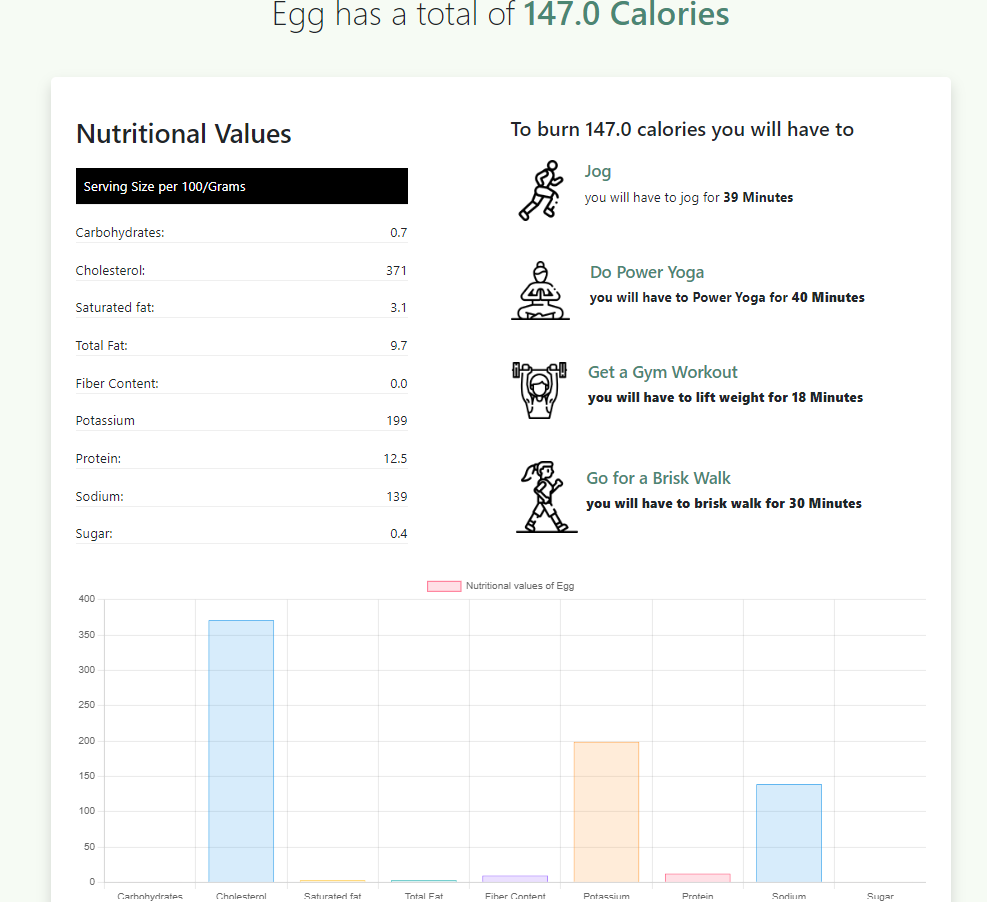 Egg has a total of 147.0 Calories
Nutritional Values
Serving Size per 100/Grams
Carbohydrates: 0.7
Cholesterol: 371
Saturated fat: 3.1
Total Fat: 9.7
Fiber Content: 0.0
Potassium 199
Protein: 12.5
Sodium: 139
Sugar: 0.4
To burn 147.0 calories you will have to
Jog
you will have to jog for 39 Minutes
Do Power Yoga
you will have to Power Yoga for 40 Minutes
Get a Gym Workout
you will have to lift weight for 18 Minutes
Go for a Brisk Walk
you will have to brisk walk for 30 Minutes
Nutritional values of Egg
400
350
300
250
200
150
100
50
0
Carbohydrates Cholesterol Saturated fat Total Fat Fiber Content Potassium Protein Sodium Sugar